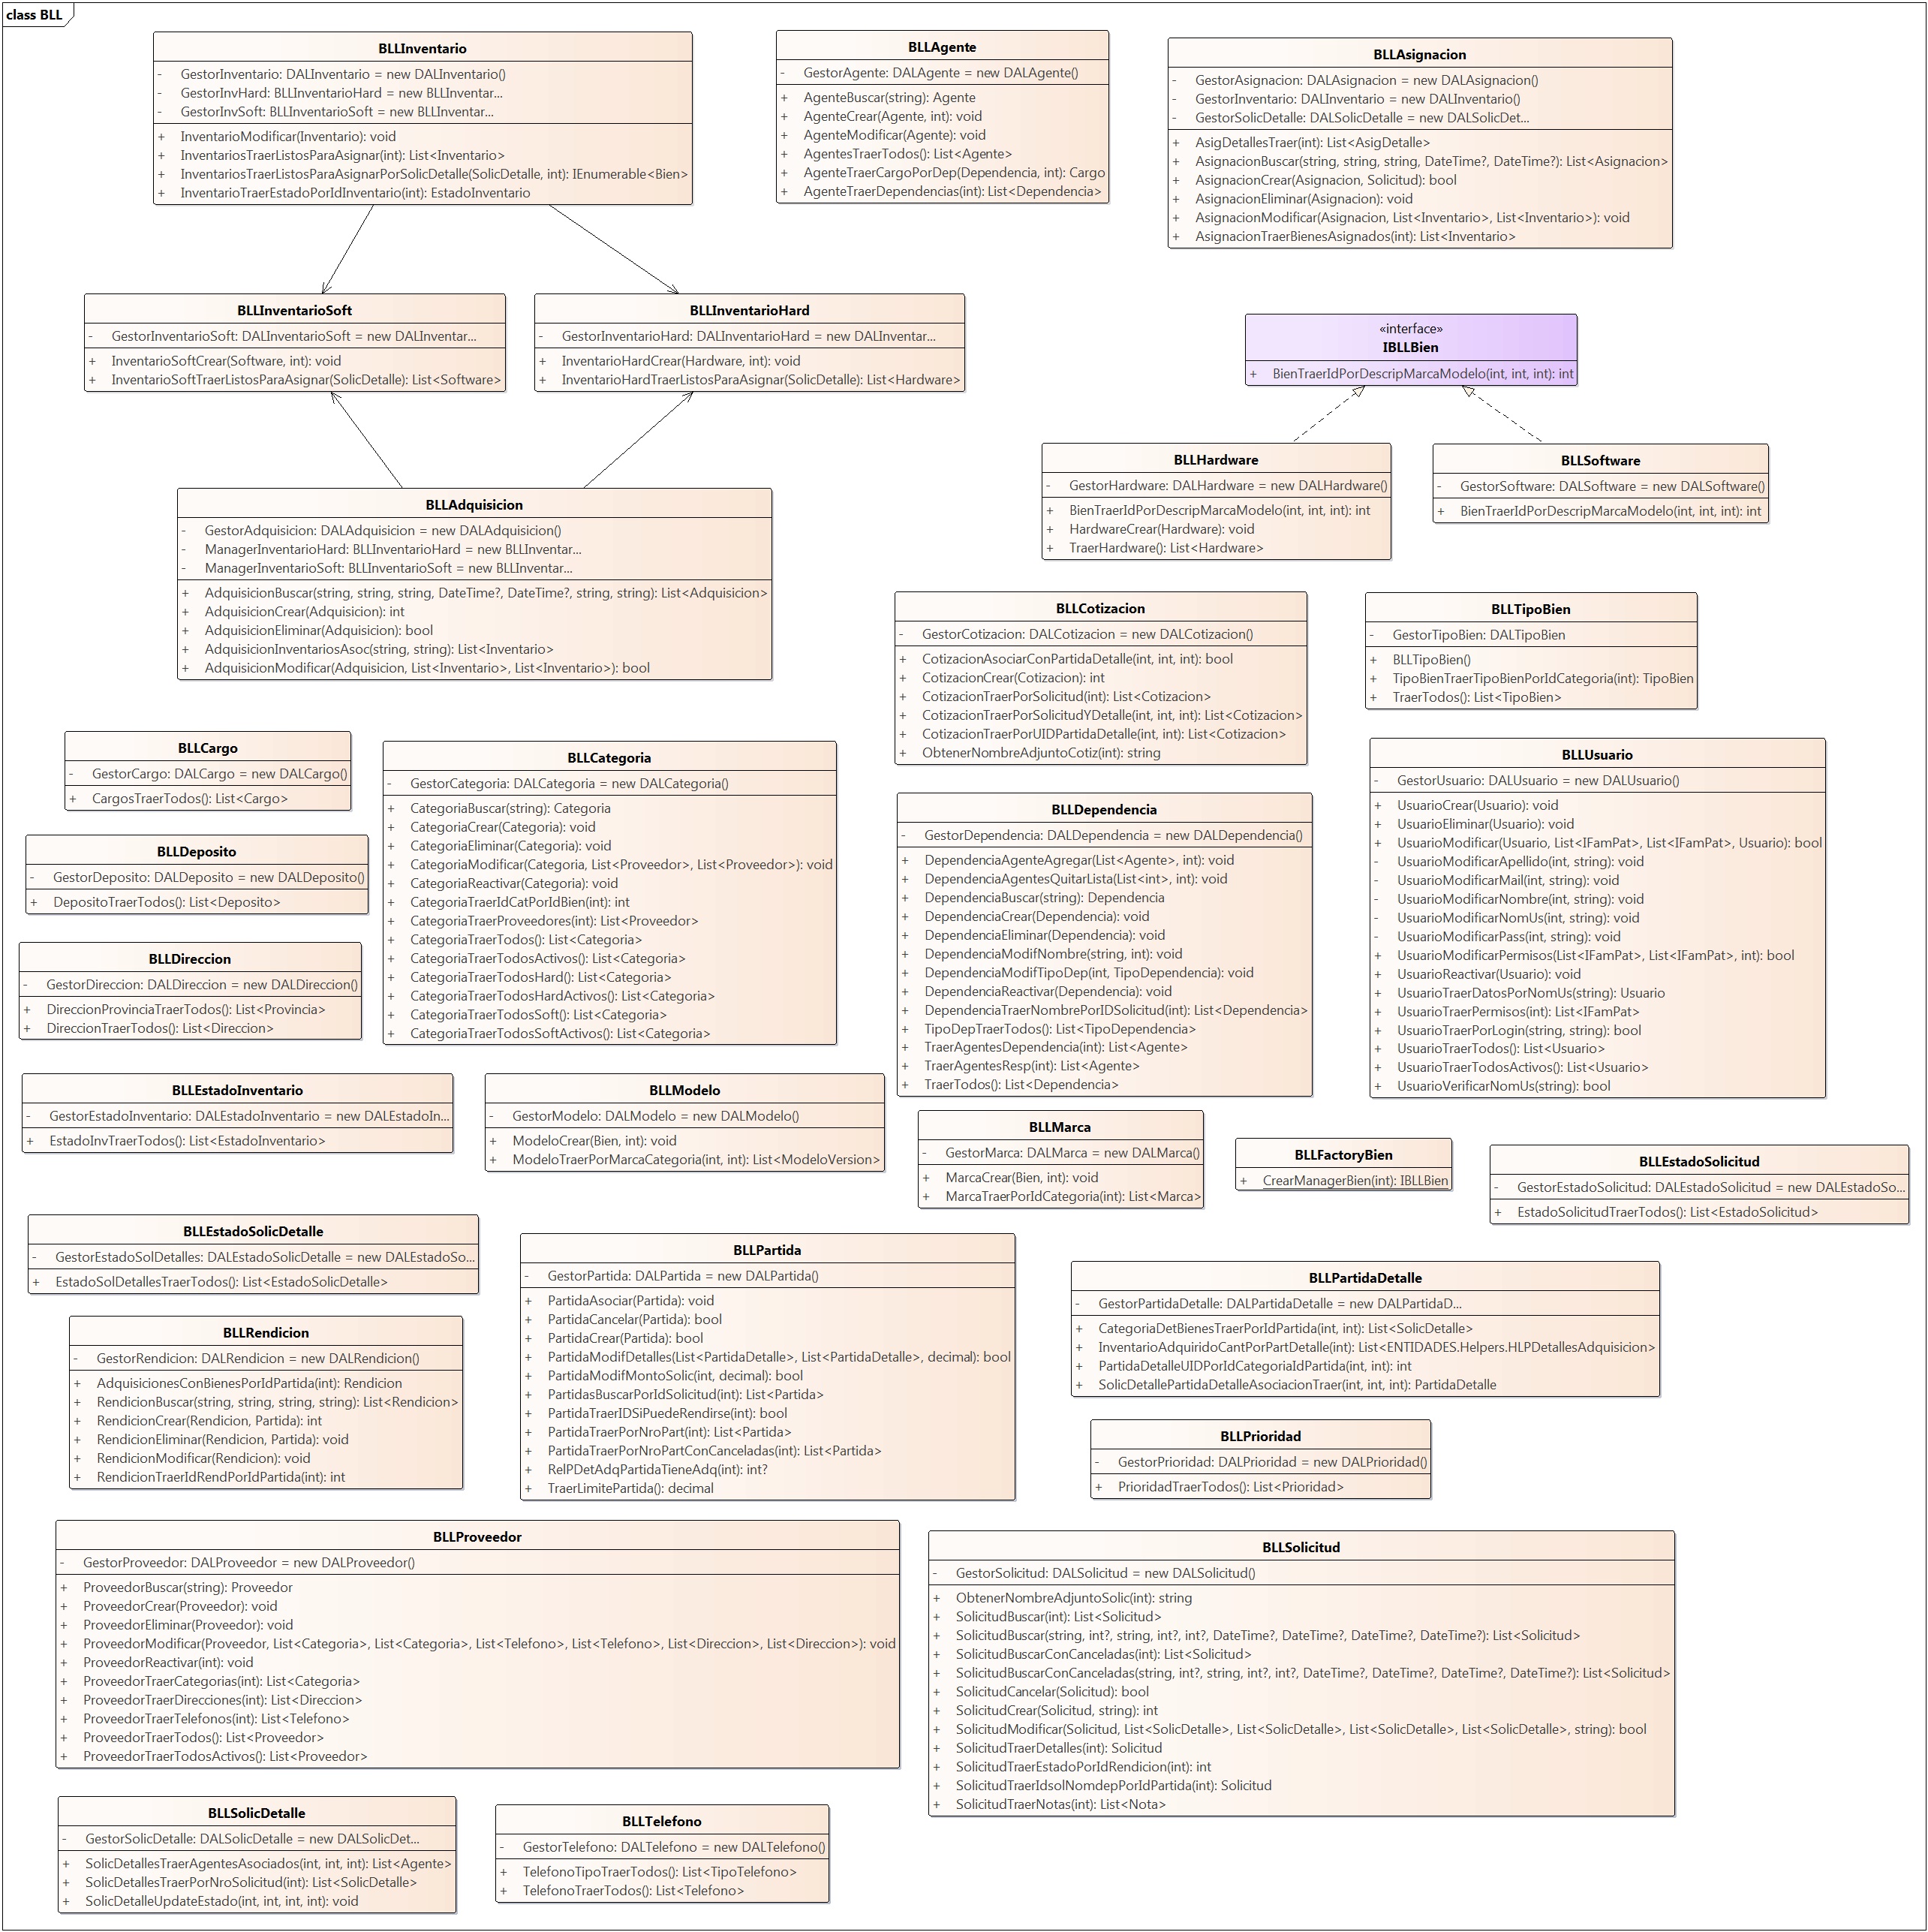 class BLL
BLLInventario
- GestorInventario: DALInventario = new DALInventario()
- GestorInvHard: BLLInventarioHard = new BLLInventar...
- GestorInvSoft: BLLInventarioSoft = new BLLInventar...
+ InventarioModificar(Inventario): void
+ InventariosTraerListosParaAsignar(int): List<Inventario>
+ InventariosTraerListosParaAsignarPorSolicDetalle(SolicDetalle, int): IEnumerable<Bien>
+ InventarioTraerEstadoPorIdInventario(int): EstadoInventario
BLLAgente
- GestorAgente: DALAgente = new DALAgente()
+ AgenteBuscar(string): Agente
+ AgenteCrear(Agente, int): void
+ AgenteModificar(Agente): void
+ AgentesTraerTodos(): List<Agente>
+ AgenteTraerCargoPorDep(Dependencia, int): Cargo
+ AgenteTraerDependencias(int): List<Dependencia>
BLLAsignacion
- GestorAsignacion: DALAsignacion = new DALAsignacion()
- GestorInventario: DALInventario = new DALInventario()
- GestorSolicDetalle: DALSolicDetalle = new DALSolicDet...
+ AsigDetallesTraer(int): List<AsigDetalle>
+ AsignacionBuscar(string, string, string, DateTime?, DateTime?): List<Asignacion>
+ AsignacionCrear(Asignacion, Solicitud): bool
+ AsignacionEliminar(Asignacion): void
+ AsignacionModificar(Asignacion, List<Inventario>, List<Inventario>): void
+ AsignacionTraerBienesAsignados(int): List<Inventario>
BLLInventarioSoft
- GestorInventarioSoft: DALInventarioSoft = new DALInventar...
+ InventarioSoftCrear(Software, int): void
+ InventarioSoftTraerListosParaAsignar(SolicDetalle): List<Software>
BLLInventarioHard
- GestorInventarioHard: DALInventarioHard = new DALInventar...
+ InventarioHardCrear(Hardware, int): void
+ InventarioHardTraerListosParaAsignar(SolicDetalle): List<Hardware>
«interface»
IBLLBien
+ BienTraerIdPorDescripMarcaModelo(int, int, int): int
BLLHardware
- GestorHardware: DALHardware = new DALHardware()
+ BienTraerIdPorDescripMarcaModelo(int, int, int): int
+ HardwareCrear(Hardware): void
+ TraerHardware(): List<Hardware>
BLLSoftware
- GestorSoftware: DALSoftware = new DALSoftware()
+ BienTraerIdPorDescripMarcaModelo(int, int, int): int
BLLAdquisicion
- GestorAdquisicion: DALAdquisicion = new DALAdquisicion()
- ManagerInventarioHard: BLLInventarioHard = new BLLInventar...
- ManagerInventarioSoft: BLLInventarioSoft = new BLLInventar...
+ AdquisicionBuscar(string, string, string, DateTime?, DateTime?, string, string): List<Adquisicion>
+ AdquisicionCrear(Adquisicion): int
+ AdquisicionEliminar(Adquisicion): bool
+ AdquisicionInventariosAsoc(string, string): List<Inventario>
+ AdquisicionModificar(Adquisicion, List<Inventario>, List<Inventario>): bool
BLLCotizacion
- GestorCotizacion: DALCotizacion = new DALCotizacion()
+ CotizacionAsociarConPartidaDetalle(int, int, int): bool
+ CotizacionCrear(Cotizacion): int
+ CotizacionTraerPorSolicitud(int): List<Cotizacion>
+ CotizacionTraerPorSolicitudYDetalle(int, int, int): List<Cotizacion>
+ CotizacionTraerPorUIDPartidaDetalle(int, int): List<Cotizacion>
+ ObtenerNombreAdjuntoCotiz(int): string
BLLTipoBien
- GestorTipoBien: DALTipoBien
+ BLLTipoBien()
+ TipoBienTraerTipoBienPorIdCategoria(int): TipoBien
+ TraerTodos(): List<TipoBien>
BLLCargo
- GestorCargo: DALCargo = new DALCargo()
+ CargosTraerTodos(): List<Cargo>
BLLCategoria
- GestorCategoria: DALCategoria = new DALCategoria()
+ CategoriaBuscar(string): Categoria
+ CategoriaCrear(Categoria): void
+ CategoriaEliminar(Categoria): void
+ CategoriaModificar(Categoria, List<Proveedor>, List<Proveedor>): void
+ CategoriaReactivar(Categoria): void
+ CategoriaTraerIdCatPorIdBien(int): int
+ CategoriaTraerProveedores(int): List<Proveedor>
+ CategoriaTraerTodos(): List<Categoria>
+ CategoriaTraerTodosActivos(): List<Categoria>
+ CategoriaTraerTodosHard(): List<Categoria>
+ CategoriaTraerTodosHardActivos(): List<Categoria>
+ CategoriaTraerTodosSoft(): List<Categoria>
+ CategoriaTraerTodosSoftActivos(): List<Categoria>
BLLUsuario
- GestorUsuario: DALUsuario = new DALUsuario()
+ UsuarioCrear(Usuario): void
+ UsuarioEliminar(Usuario): void
+ UsuarioModificar(Usuario, List<IFamPat>, List<IFamPat>, Usuario): bool
- UsuarioModificarApellido(int, string): void
- UsuarioModificarMail(int, string): void
- UsuarioModificarNombre(int, string): void
- UsuarioModificarNomUs(int, string): void
- UsuarioModificarPass(int, string): void
+ UsuarioModificarPermisos(List<IFamPat>, List<IFamPat>, int): bool
+ UsuarioReactivar(Usuario): void
+ UsuarioTraerDatosPorNomUs(string): Usuario
+ UsuarioTraerPermisos(int): List<IFamPat>
+ UsuarioTraerPorLogin(string, string): bool
+ UsuarioTraerTodos(): List<Usuario>
+ UsuarioTraerTodosActivos(): List<Usuario>
+ UsuarioVerificarNomUs(string): bool
BLLDependencia
- GestorDependencia: DALDependencia = new DALDependencia()
+ DependenciaAgenteAgregar(List<Agente>, int): void
+ DependenciaAgentesQuitarLista(List<int>, int): void
+ DependenciaBuscar(string): Dependencia
+ DependenciaCrear(Dependencia): void
+ DependenciaEliminar(Dependencia): void
+ DependenciaModifNombre(string, int): void
+ DependenciaModifTipoDep(int, TipoDependencia): void
+ DependenciaReactivar(Dependencia): void
+ DependenciaTraerNombrePorIDSolicitud(int): List<Dependencia>
+ TipoDepTraerTodos(): List<TipoDependencia>
+ TraerAgentesDependencia(int): List<Agente>
+ TraerAgentesResp(int): List<Agente>
+ TraerTodos(): List<Dependencia>
BLLDeposito
- GestorDeposito: DALDeposito = new DALDeposito()
+ DepositoTraerTodos(): List<Deposito>
BLLDireccion
- GestorDireccion: DALDireccion = new DALDireccion()
+ DireccionProvinciaTraerTodos(): List<Provincia>
+ DireccionTraerTodos(): List<Direccion>
BLLEstadoInventario
- GestorEstadoInventario: DALEstadoInventario = new DALEstadoIn...
+ EstadoInvTraerTodos(): List<EstadoInventario>
BLLModelo
- GestorModelo: DALModelo = new DALModelo()
+ ModeloCrear(Bien, int): void
+ ModeloTraerPorMarcaCategoria(int, int): List<ModeloVersion>
BLLMarca
- GestorMarca: DALMarca = new DALMarca()
+ MarcaCrear(Bien, int): void
+ MarcaTraerPorIdCategoria(int): List<Marca>
BLLFactoryBien
+ CrearManagerBien(int): IBLLBien
BLLEstadoSolicitud
- GestorEstadoSolicitud: DALEstadoSolicitud = new DALEstadoSo...
+ EstadoSolicitudTraerTodos(): List<EstadoSolicitud>
BLLEstadoSolicDetalle
- GestorEstadoSolDetalles: DALEstadoSolicDetalle = new DALEstadoSo...
+ EstadoSolDetallesTraerTodos(): List<EstadoSolicDetalle>
BLLPartida
- GestorPartida: DALPartida = new DALPartida()
+ PartidaAsociar(Partida): void
+ PartidaCancelar(Partida): bool
+ PartidaCrear(Partida): bool
+ PartidaModifDetalles(List<PartidaDetalle>, List<PartidaDetalle>, decimal): bool
+ PartidaModifMontoSolic(int, decimal): bool
+ PartidasBuscarPorIdSolicitud(int): List<Partida>
+ PartidaTraerIDSiPuedeRendirse(int): bool
+ PartidaTraerPorNroPart(int): List<Partida>
+ PartidaTraerPorNroPartConCanceladas(int): List<Partida>
+ RelPDetAdqPartidaTieneAdq(int): int?
+ TraerLimitePartida(): decimal
BLLPartidaDetalle
- GestorPartidaDetalle: DALPartidaDetalle = new DALPartidaD...
+ CategoriaDetBienesTraerPorIdPartida(int, int): List<SolicDetalle>
+ InventarioAdquiridoCantPorPartDetalle(int): List<ENTIDADES.Helpers.HLPDetallesAdquisicion>
+ PartidaDetalleUIDPorIdCategoriaIdPartida(int, int): int
+ SolicDetallePartidaDetalleAsociacionTraer(int, int, int): PartidaDetalle
BLLRendicion
- GestorRendicion: DALRendicion = new DALRendicion()
+ AdquisicionesConBienesPorIdPartida(int): Rendicion
+ RendicionBuscar(string, string, string, string): List<Rendicion>
+ RendicionCrear(Rendicion, Partida): int
+ RendicionEliminar(Rendicion, Partida): void
+ RendicionModificar(Rendicion): void
+ RendicionTraerIdRendPorIdPartida(int): int
BLLPrioridad
- GestorPrioridad: DALPrioridad = new DALPrioridad()
+ PrioridadTraerTodos(): List<Prioridad>
BLLProveedor
- GestorProveedor: DALProveedor = new DALProveedor()
+ ProveedorBuscar(string): Proveedor
+ ProveedorCrear(Proveedor): void
+ ProveedorEliminar(Proveedor): void
+ ProveedorModificar(Proveedor, List<Categoria>, List<Categoria>, List<Telefono>, List<Telefono>, List<Direccion>, List<Direccion>): void
+ ProveedorReactivar(int): void
+ ProveedorTraerCategorias(int): List<Categoria>
+ ProveedorTraerDirecciones(int): List<Direccion>
+ ProveedorTraerTelefonos(int): List<Telefono>
+ ProveedorTraerTodos(): List<Proveedor>
+ ProveedorTraerTodosActivos(): List<Proveedor>
BLLSolicitud
- GestorSolicitud: DALSolicitud = new DALSolicitud()
+ ObtenerNombreAdjuntoSolic(int): string
+ SolicitudBuscar(int): List<Solicitud>
+ SolicitudBuscar(string, int?, string, int?, int?, DateTime?, DateTime?, DateTime?, DateTime?): List<Solicitud>
+ SolicitudBuscarConCanceladas(int): List<Solicitud>
+ SolicitudBuscarConCanceladas(string, int?, string, int?, int?, DateTime?, DateTime?, DateTime?, DateTime?): List<Solicitud>
+ SolicitudCancelar(Solicitud): bool
+ SolicitudCrear(Solicitud, string): int
+ SolicitudModificar(Solicitud, List<SolicDetalle>, List<SolicDetalle>, List<SolicDetalle>, List<SolicDetalle>, string): bool
+ SolicitudTraerDetalles(int): Solicitud
+ SolicitudTraerEstadoPorIdRendicion(int): int
+ SolicitudTraerIdsolNomdepPorIdPartida(int): Solicitud
+ SolicitudTraerNotas(int): List<Nota>
BLLSolicDetalle
- GestorSolicDetalle: DALSolicDetalle = new DALSolicDet...
+ SolicDetallesTraerAgentesAsociados(int, int, int): List<Agente>
+ SolicDetallesTraerPorNroSolicitud(int): List<SolicDetalle>
+ SolicDetalleUpdateEstado(int, int, int, int): void
BLLTelefono
- GestorTelefono: DALTelefono = new DALTelefono()
+ TelefonoTipoTraerTodos(): List<TipoTelefono>
+ TelefonoTraerTodos(): List<Telefono>